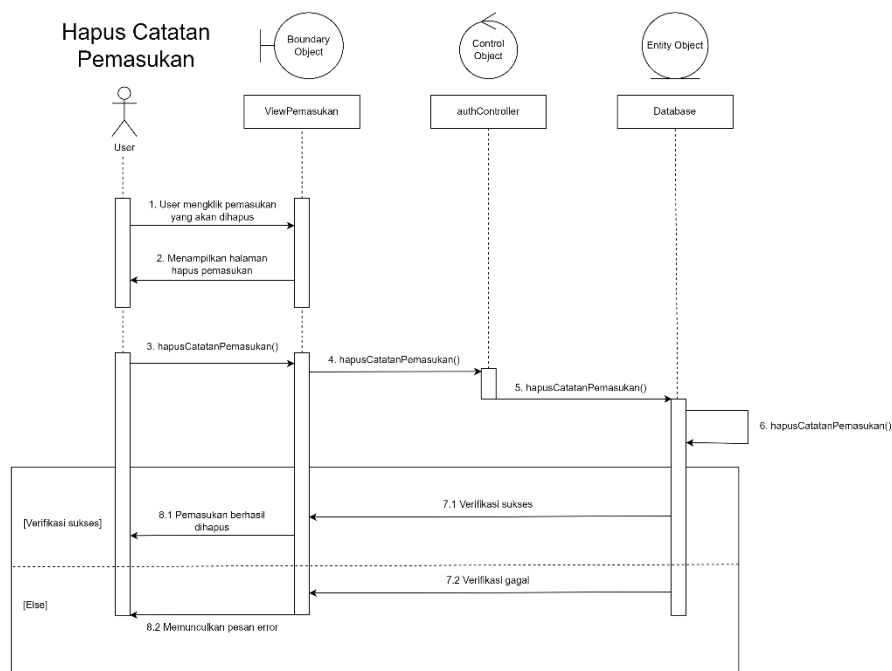 Hapus Catatan
Pemasukan
Boundary
Object
Control
Object
Entity Object
ViewPemasukan
authController
Database
User
1. User mengklik pemasukan
yang akan dihapus
2. Menampilkan halaman
hapus pemasukan
3. hapusCatatanPemasukan()
4. hapusCatatanPemasukan()
5. hapusCatatanPemasukan()
6. hapusCatatanPemasukan()
[Verifikasi sukses]
7.1 Verifikasi sukses
8.1 Pemasukan berhasil
dihapus
7.2 Verifikasi gagal
[Else]
8.2 Memunculkan pesan error